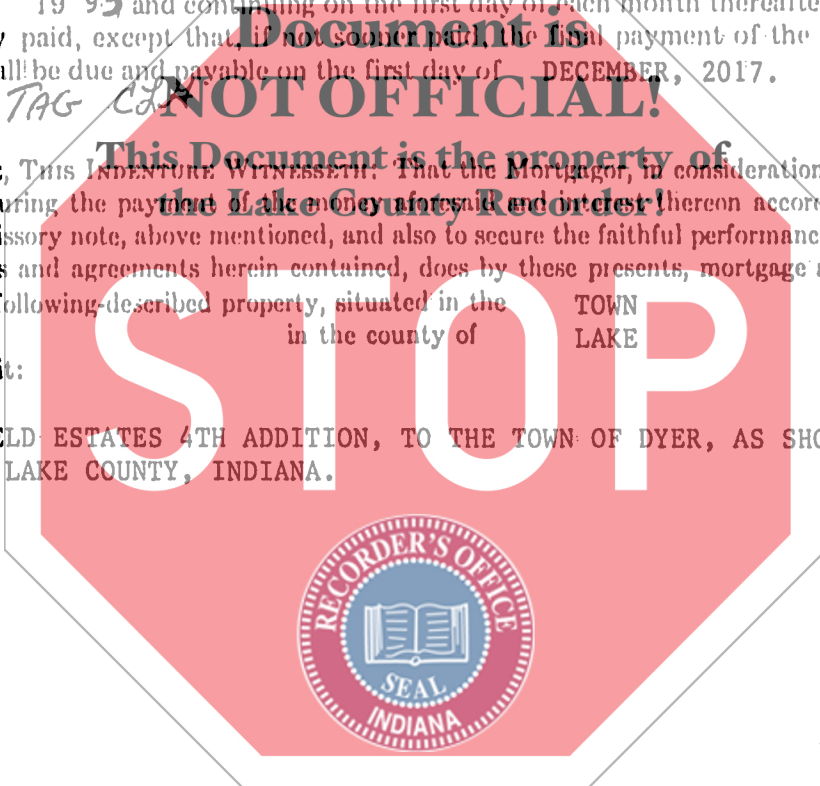 19 93 and continuing on the first day of each month thereafte
Document is
y paid, except that, if not sooner paid, the final payment of the
all be due and payable on the first day of DECEMBER, 2017.
TAG
NOT OFFICIAL!
This Document is the property of
, THIS INDENTURE WITNESSETH: That the Mortgagor, in consideration
the Lake County Recorder!
uring the payment of the money aforesaid and interest thereon accor
issory note, above mentioned, and also to secure the faithful performanc
s and agreements herein contained, does by these presents, mortgage a
ollowing-described property, situated in the TOWN
in the county of LAKE
it:
STOP
ELD ESTATES 4TH ADDITION, TO THE TOWN OF DYER, AS SHO
LAKE COUNTY, INDIANA.
RECORDER'S OFFICE
SEAL
INDIANA